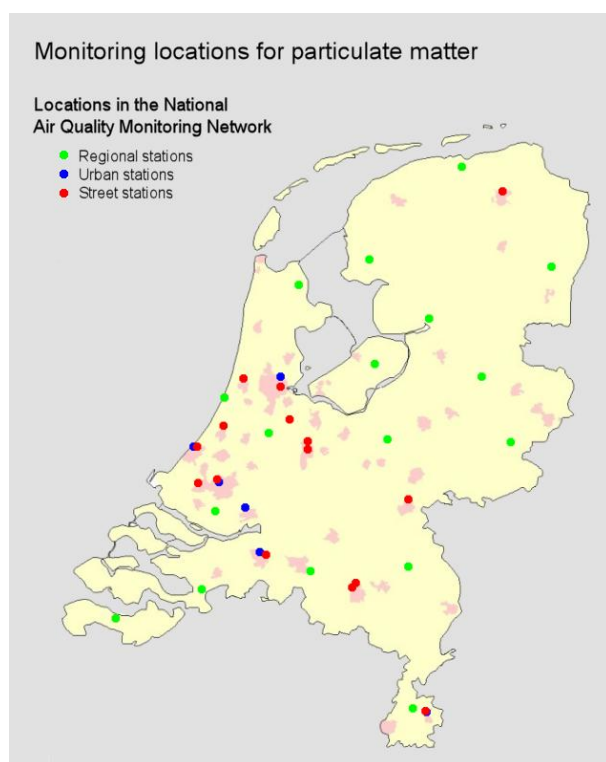 Monitoring locations for particulate matter
Locations in the National
Air Quality Monitoring Network
Regional stations
Urban stations
Street stations